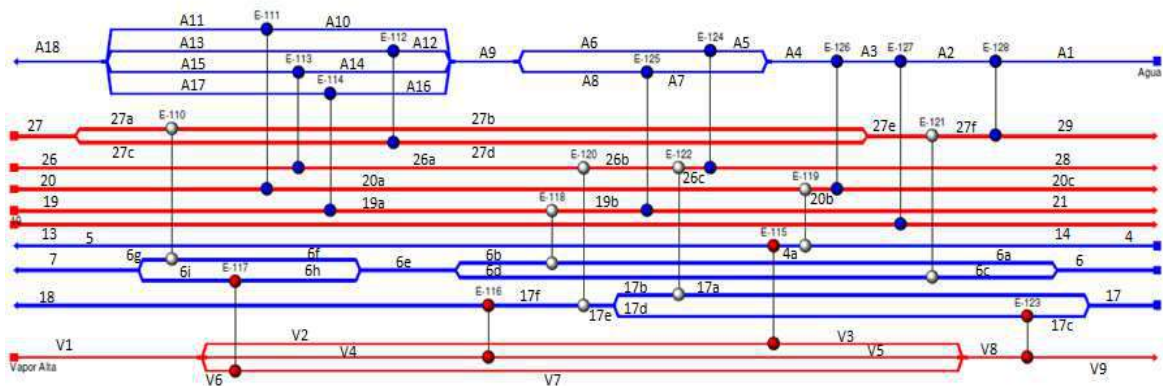 E-111
A11 A10 E-112 E-124
A18 A13 A12 A6 A5 E-126 A3 E-127 E-128
E-113 A9 E-125 A4 A2 A1
A15 A14 E-114
A17 A16 A8 A7 Agua
E-110
27 27a 27b 27e E-121 27f 29
27c 27d
26 26a E-120 26b E-122 28
20 20a 26c E-119 20c
19 19a E-118 19b 20b 21
13 5 E-115 14 4
7 6g 6f 6b 4a 6a 6
6i E-117 6h 6e 6d 6c
18 E-116 17f 17b 17a 17
17e 17d E-123
17c
V1 V2 V3
V4 V5 V8
Vapor Alta V6 V7 V9